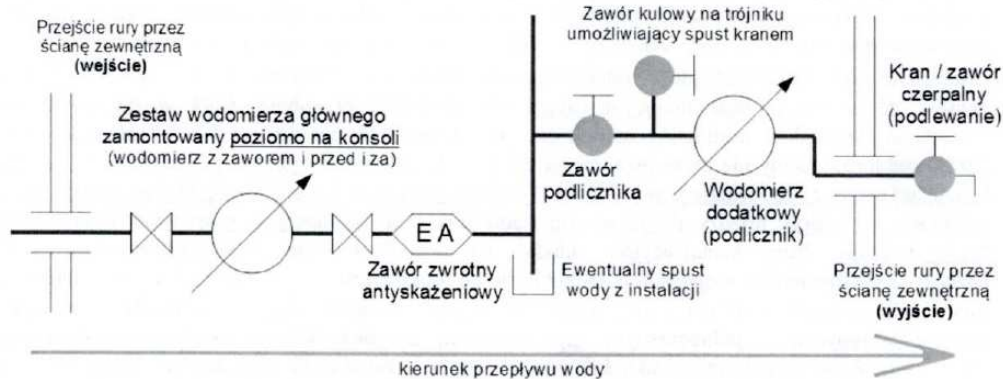 Przejście rury przez
ścianę zewnętrzną
(wejście)
Zestaw wodomierza głównego
zamontowany poziomo na konsoli
(wodomierz z zaworem i przed i za)
EA
Zawór zwrotny
antyskażeniowy
Ewentualny spust
wody z instalacji
Zawór kulowy na trójniku
umożliwiający spust kranem
Zawór
podlicznika
Wodomierz
dodatkowy
(podlicznik)
Kran / zawór
czerpalny
(podlewanie)
Przejście rury przez
ścianę zewnętrzną
(wyjście)
kierunek przepływu wody